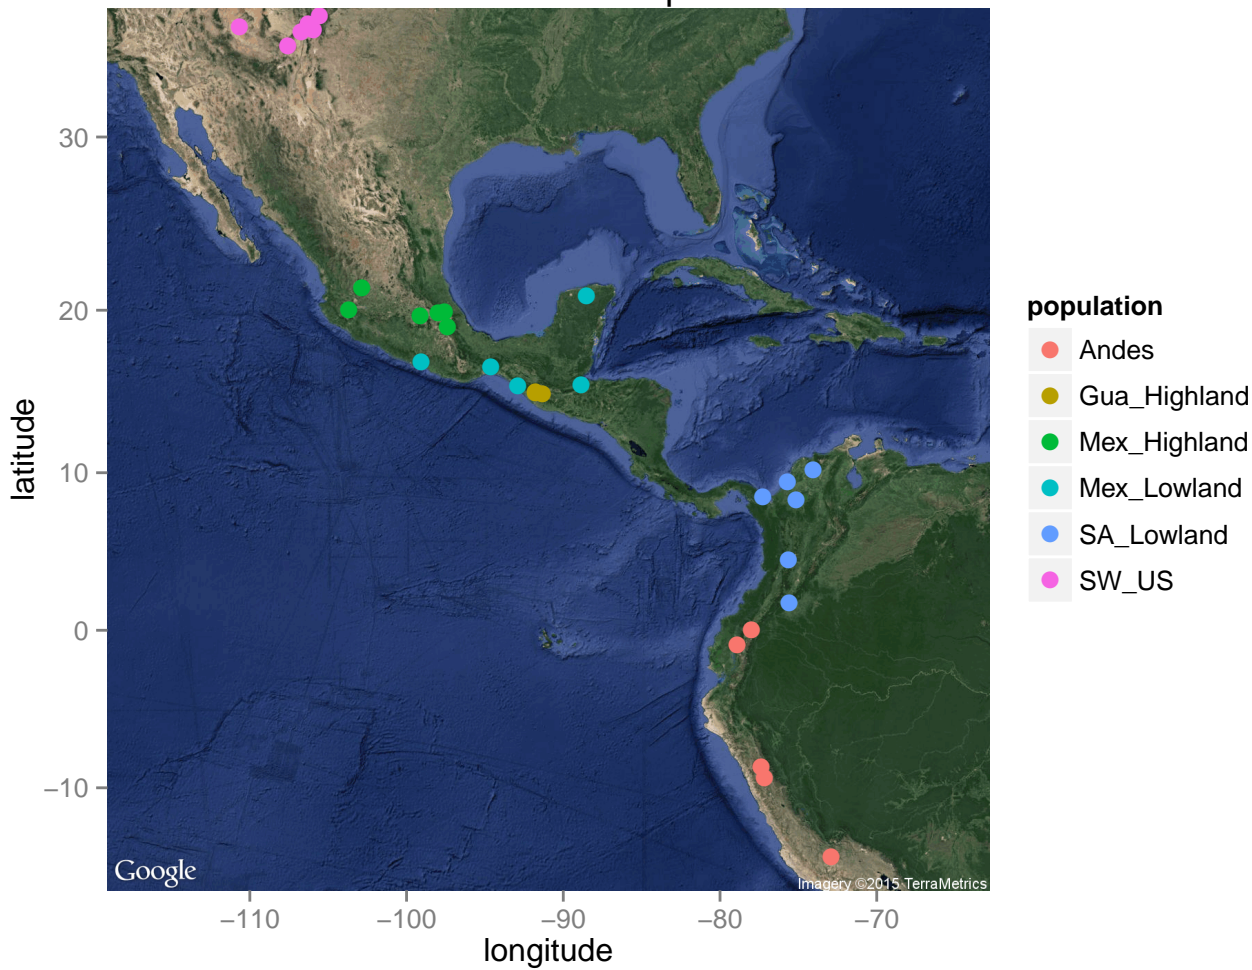 30
20
10
0
−10
latitude
−110
−100
−90
−80
−70
longitude
Google
Imagery ©2015 TerraMetrics
population
Andes
Gua_Highland
Mex_Highland
Mex_Lowland
SA_Lowland
SW_US